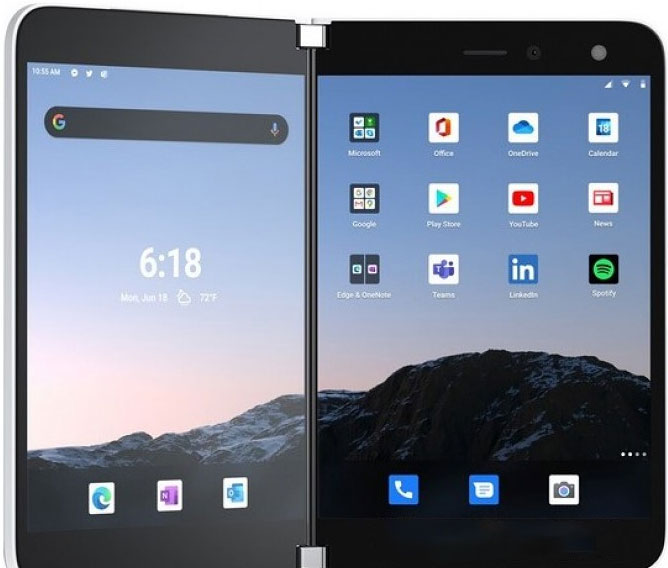 10:55 AM
6:18
Mon, Jun 18 72°F
Microsoft Office OneDrive 18 Calendar
Google Play Store YouTube News
Edge & OneNote Teams in LinkedIn Spotify